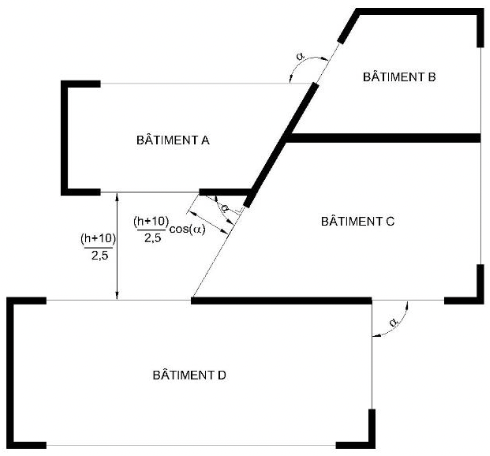 α
BÂTIMENT B
BÂTIMENT A
α
(h+10)
2,5
(h+10)
2,5
cos(α)
BÂTIMENT C
α
BÂTIMENT D